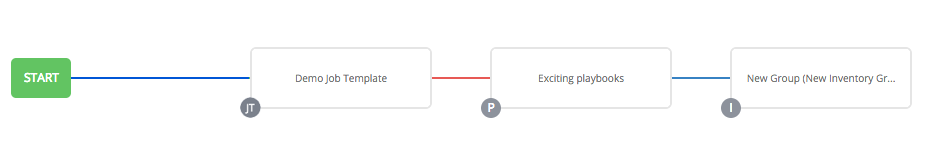 START
Demo Job Template
Exciting playbooks
New Group (New Inventory Gr...
JT
P
I